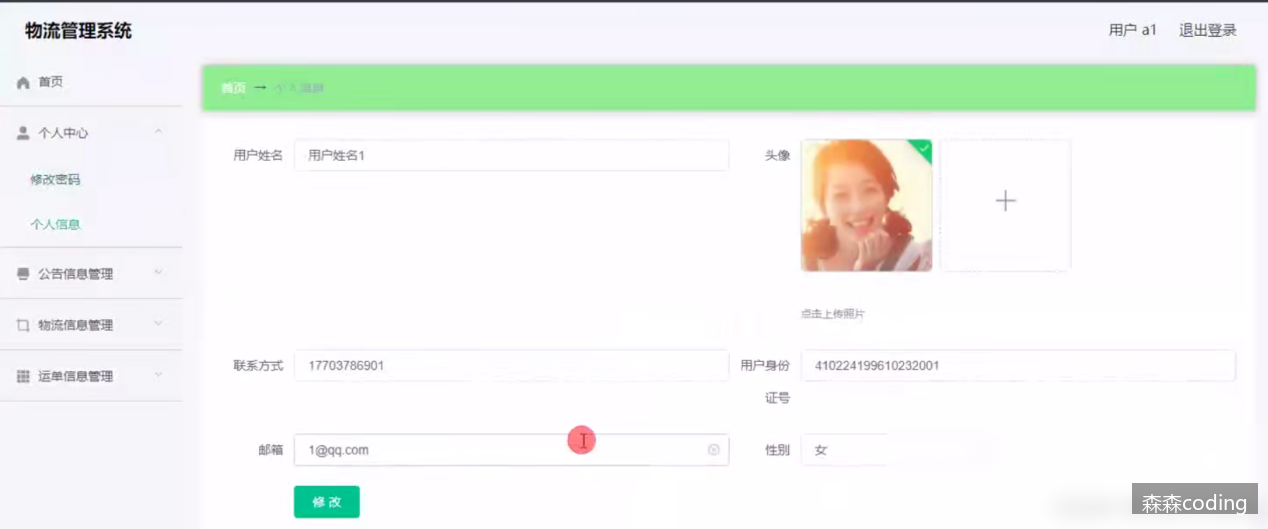 物流管理系统
用户 a1 退出登录
首页
首页 → 个人信息
个人中心
用户姓名 用户姓名1 头像
修改密码
个人信息
公告信息管理
点击上传照片
物流信息管理
联系方式 17703786901 用户身份证号 410224199610232001
运单信息管理
邮箱 1@qq.com 性别 女
修改
森森coding